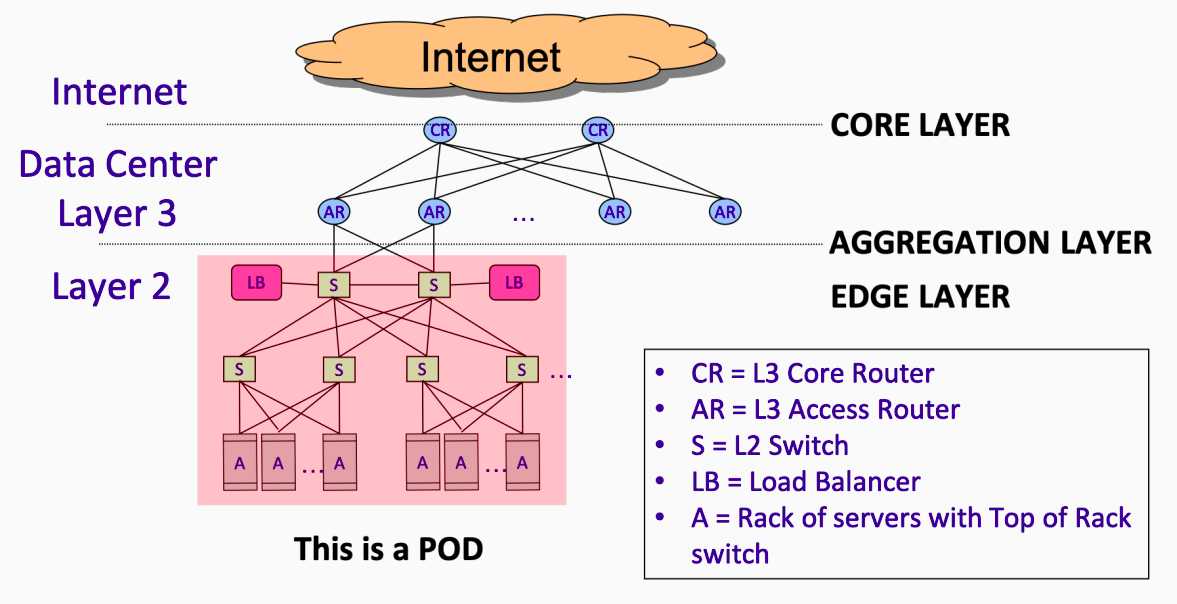 Internet
Internet
CORE LAYER
CR CR
Data Center
Layer 3
AR AR ... AR AR
AGGREGATION LAYER
Layer 2
LB S S LB
EDGE LAYER
S S S S ...
A A ... A A A ... A
This is a POD
• CR = L3 Core Router
• AR = L3 Access Router
• S = L2 Switch
• LB = Load Balancer
• A = Rack of servers with Top of Rack
switch